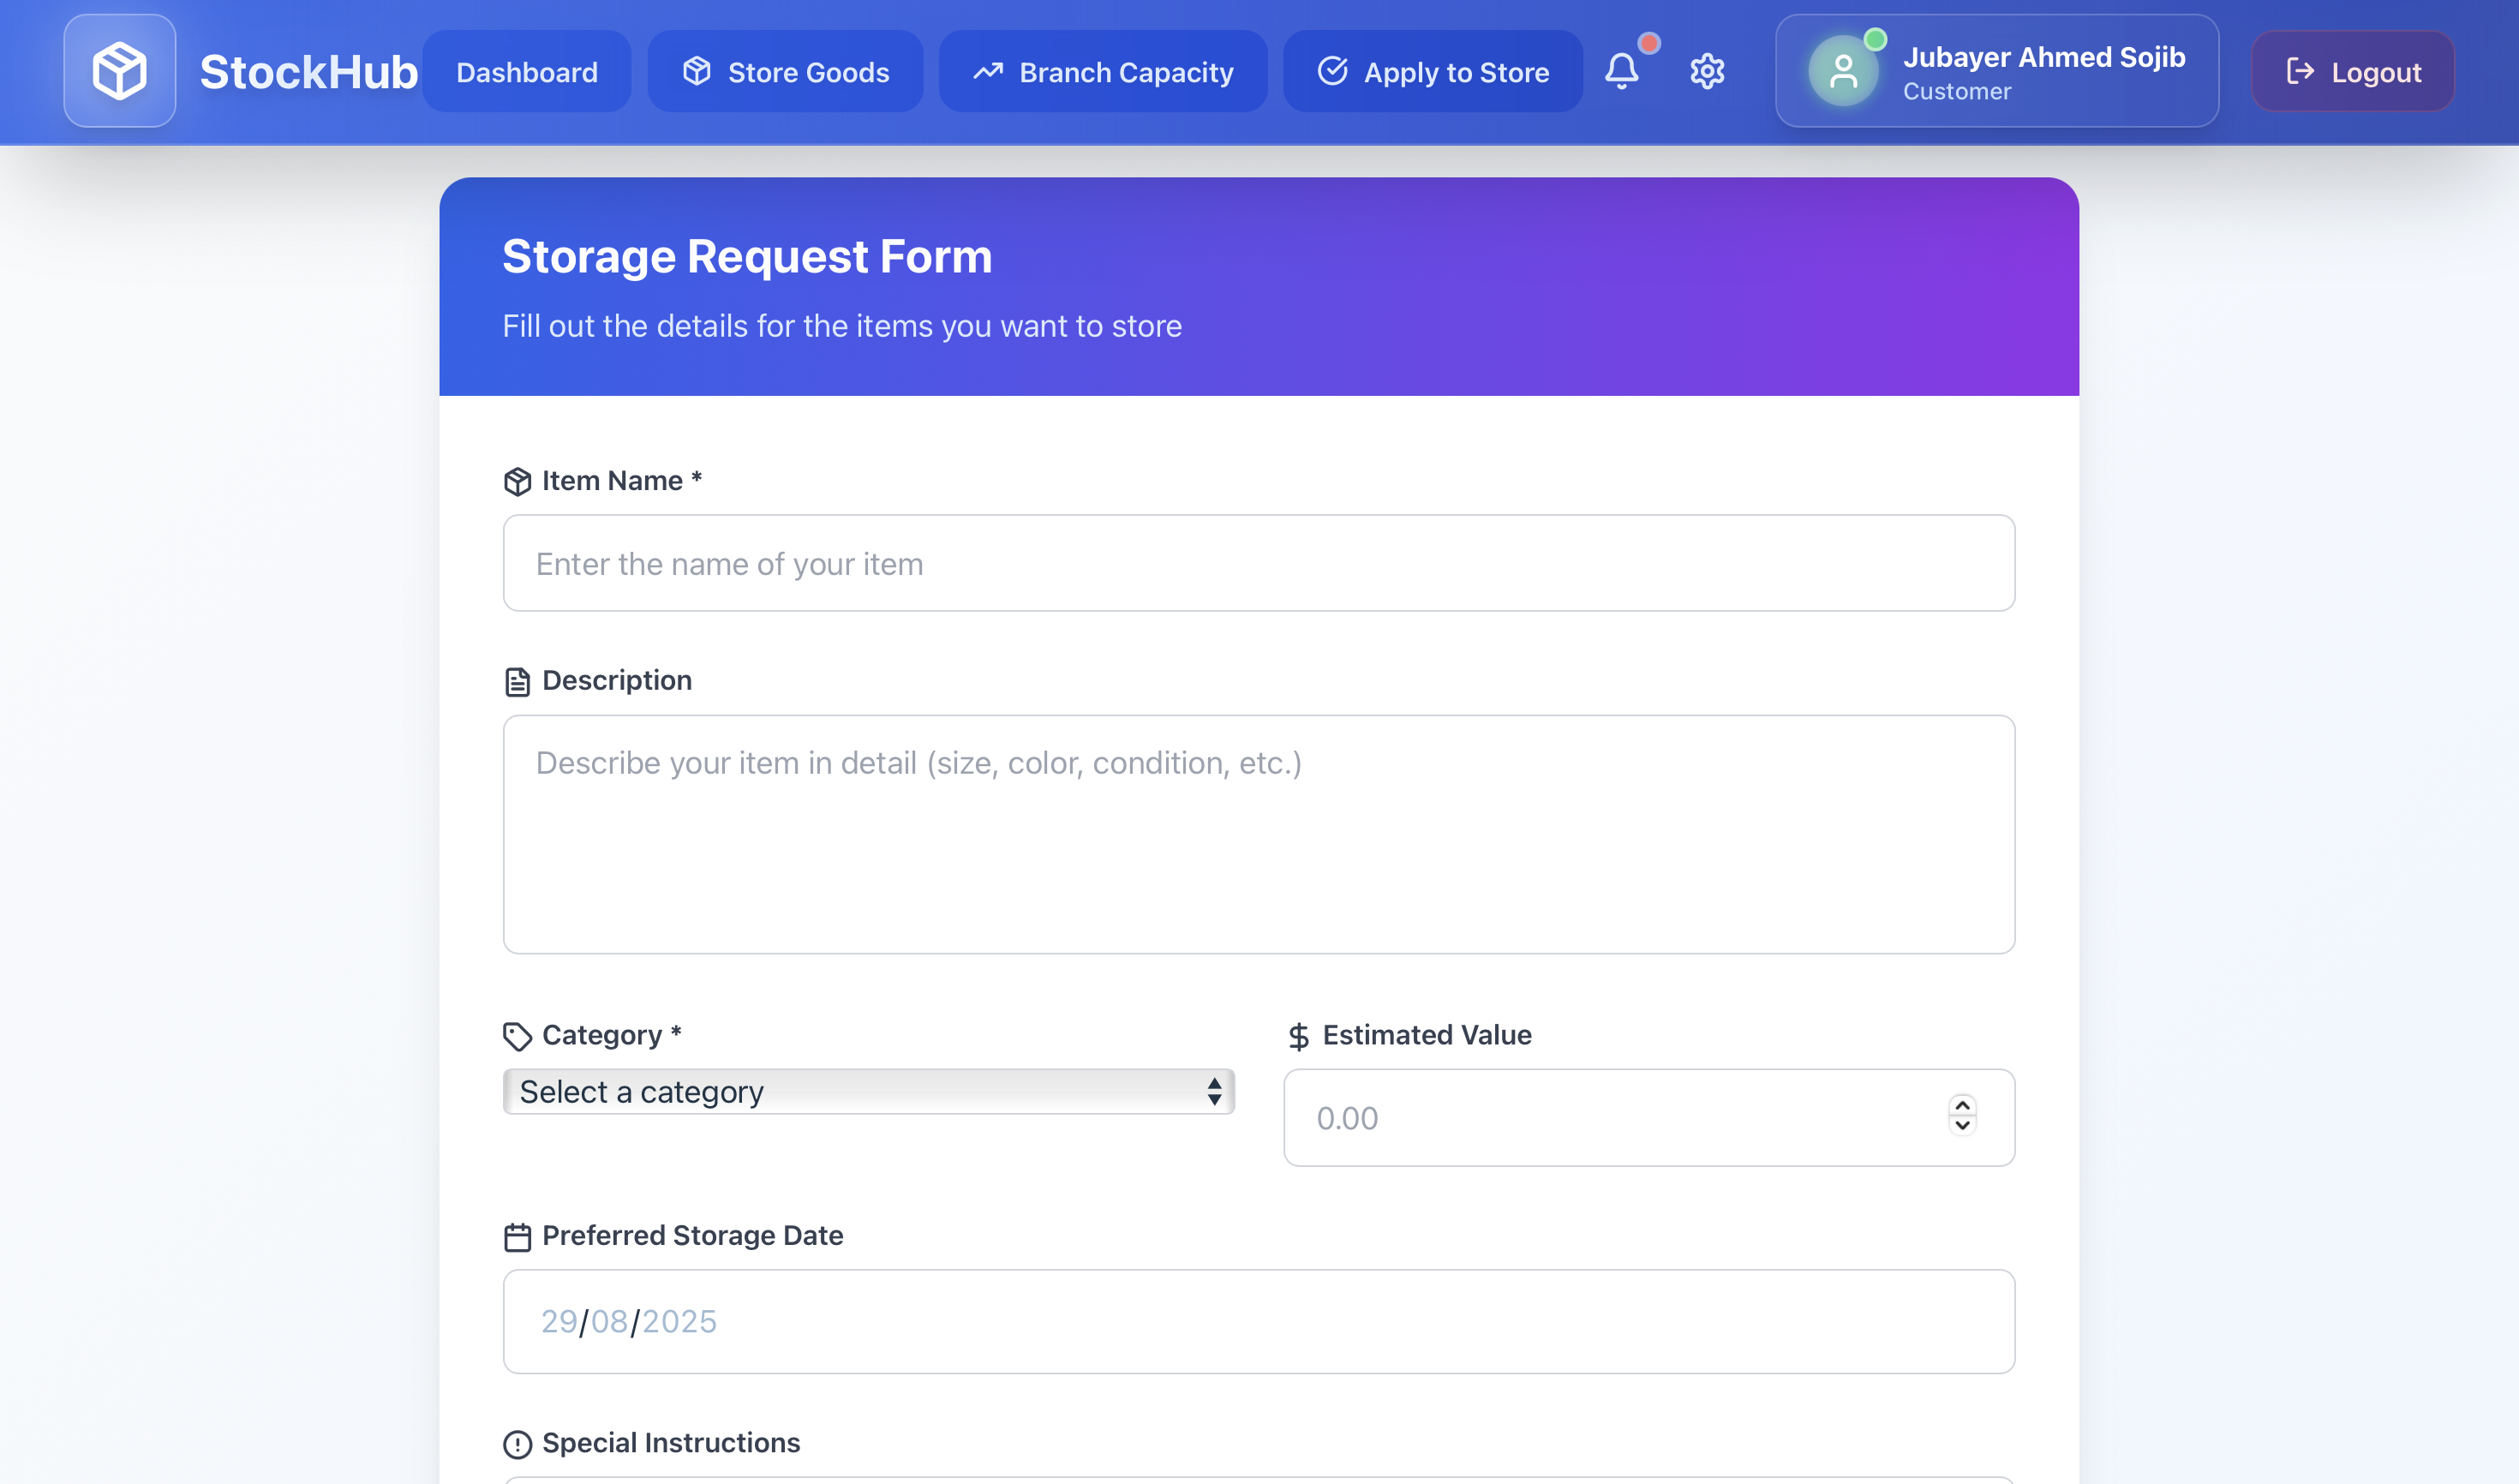 StockHub
Dashboard
Store Goods
Branch Capacity
Apply to Store
Jubayer Ahmed Sojib
Customer
Logout
Storage Request Form
Fill out the details for the items you want to store
Item Name *
Enter the name of your item
Description
Describe your item in detail (size, color, condition, etc.)
Category *
Select a category
Estimated Value
0.00
Preferred Storage Date
29/08/2025
Special Instructions